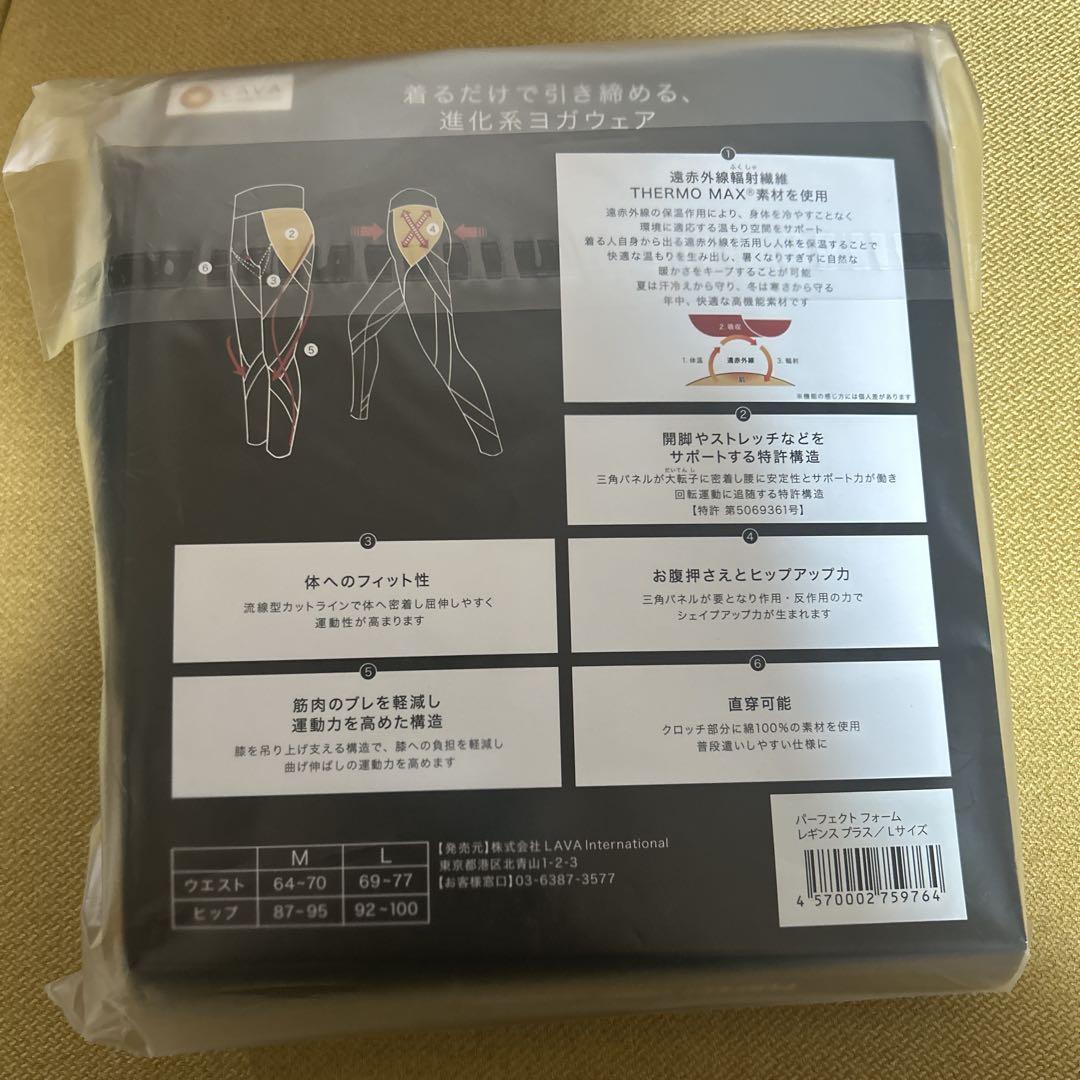 LAVA
着るだけで引き締める、
進化系ヨガウェア
②
④
⑥
③
⑤
①
ふくしゃ
遠赤外線輻射繊維
THERMO MAX®素材を使用
遠赤外線の保温作用により、身体を冷やすことなく
環境に適応する温もり空間をサポート
着る人自身から出る遠赤外線を活用し人体を保温することで
快適な温もりを生み出し、暑くなりすぎずに自然な
暖かさをキープすることが可能
夏は汗冷えから守り、冬は寒さから守る
年中、快適な高機能素材です
2. 吸収
1. 体温
遠赤外線
3. 輻射
肌
※機能の感じ方には個人差があります
②
開脚やストレッチなどを
サポートする特許構造
だいてんし
三角パネルが大転子に密着し腰に安定性とサポート力が働き
回転運動に追随する特許構造
【特許 第5069361号】
③
体へのフィット性
流線型カットラインで体へ密着し屈伸しやすく
運動性が高まります
④
お腹押さえとヒップアップ力
三角パネルが要となり作用・反作用の力で
シェイプアップ力が生まれます
⑤
筋肉のブレを軽減し
運動力を高めた構造
膝を吊り上げ支える構造で、膝への負担を軽減し
曲げ伸ばしの運動力を高めます
⑥
直穿可能
クロッチ部分に綿100%の素材を使用
普段遣いしやすい仕様に
M L
ウエスト 64~70 69~77
ヒップ 87~95 92~100
【発売元】株式会社 LAVA International
東京都港区北青山1-2-3
【お客様窓口】03-6387-3577
パーフェクト フォーム
レギンス プラス／Lサイズ
4 570002 759764